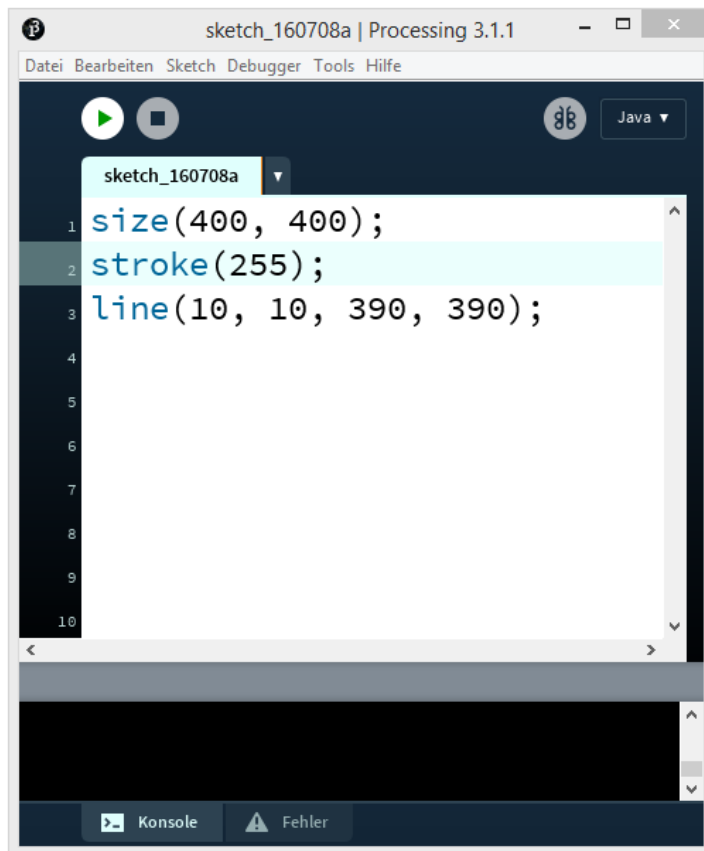 sketch_160708a | Processing 3.1.1
Datei Bearbeiten Sketch Debugger Tools Hilfe
Java ▼
sketch_160708a ▼
1 size(400, 400);
2 stroke(255);
3 line(10, 10, 390, 390);
4
5
6
7
8
9
10
Konsole Fehler